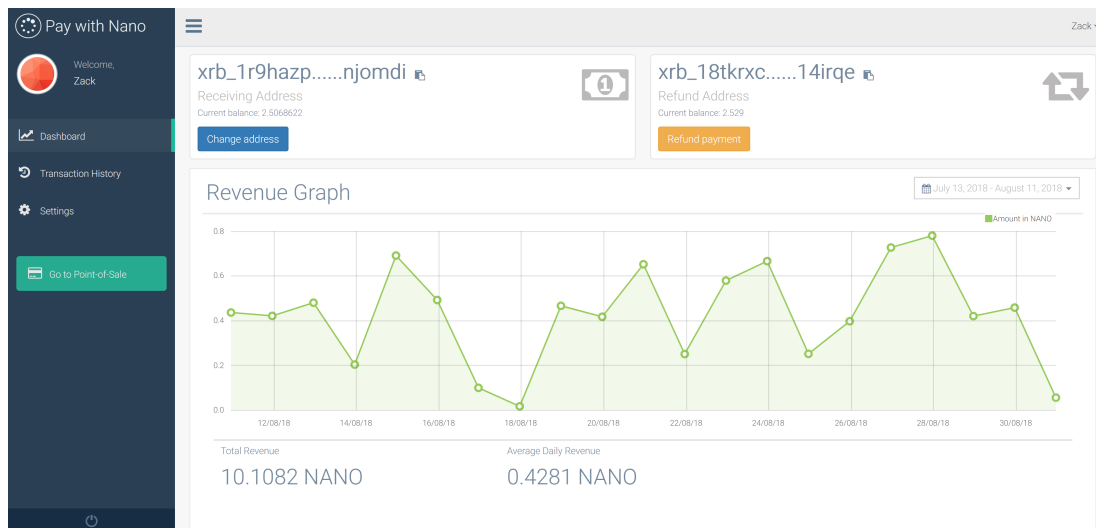 Pay with Nano
Welcome,
Zack
Dashboard
Transaction History
Settings
Go to Point-of-Sale
Zack
xrb_1r9hazp......njomdi
Receiving Address
Current balance: 2.5068622
Change address
xrb_18tkrxc......14irqe
Refund Address
Current balance: 2.529
Refund payment
Revenue Graph
July 13, 2018 - August 11, 2018
Amount in NANO
0.8
0.6
0.4
0.2
0.0
12/08/18 14/08/18 16/08/18 18/08/18 20/08/18 22/08/18 24/08/18 26/08/18 28/08/18 30/08/18
Total Revenue
10.1082 NANO
Average Daily Revenue
0.4281 NANO